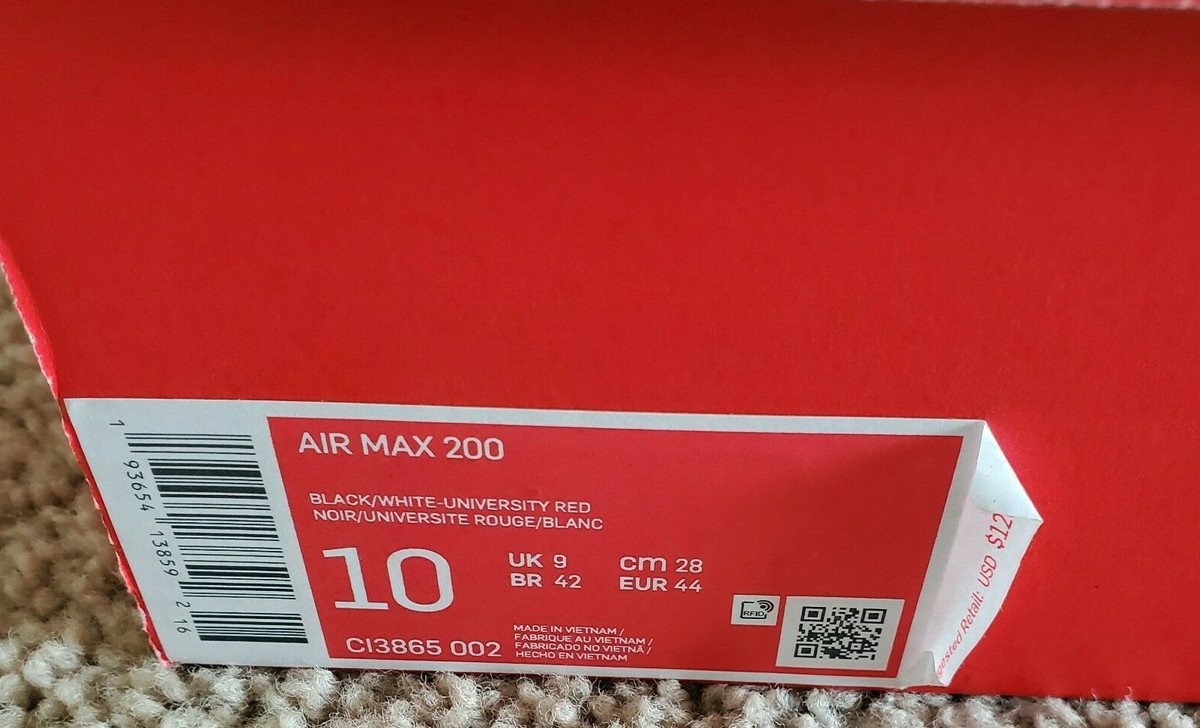 AIR MAX 200
BLACK/WHITE-UNIVERSITY RED
NOIR/UNIVERSITE ROUGE/BLANC
10
UK 9
cm 28
BR 42
EUR 44
CI3865 002
MADE IN VIETNAM /
FABRIQUE AU VIETNAM /
FABRICADO NO VIETNÃ /
HECHO EN VIETNAM
RFID
1 93654 13859 2 16
Retail: USD $12